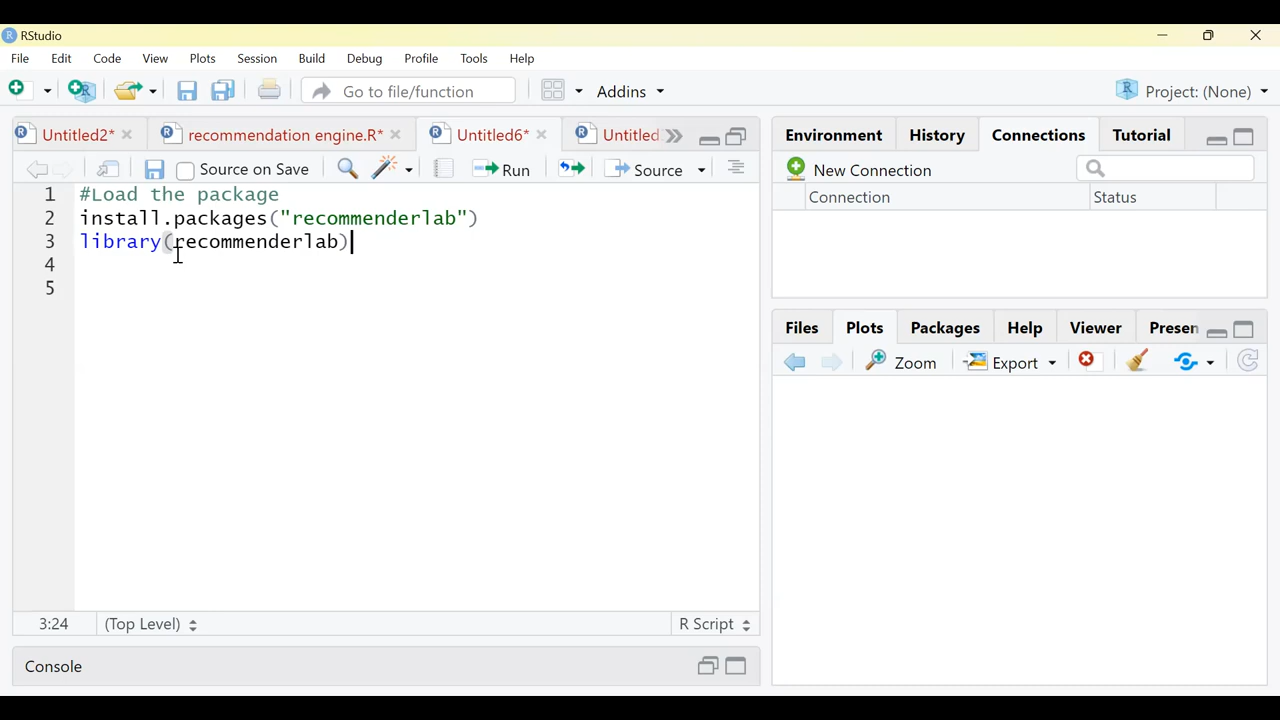 RStudio
File Edit Code View Plots Session Build Debug Profile Tools Help
Go to file/function Addins Project: (None)
Untitled2* recommendation engine.R* Untitled6* Untitled
Source on Save Run Source
1 #Load the package
2 install.packages("recommenderlab")
3 library(recommenderlab)
4
5
3:24 (Top Level) R Script
Console
Environment History Connections Tutorial
New Connection
Connection Status
Files Plots Packages Help Viewer Presen
Zoom Export